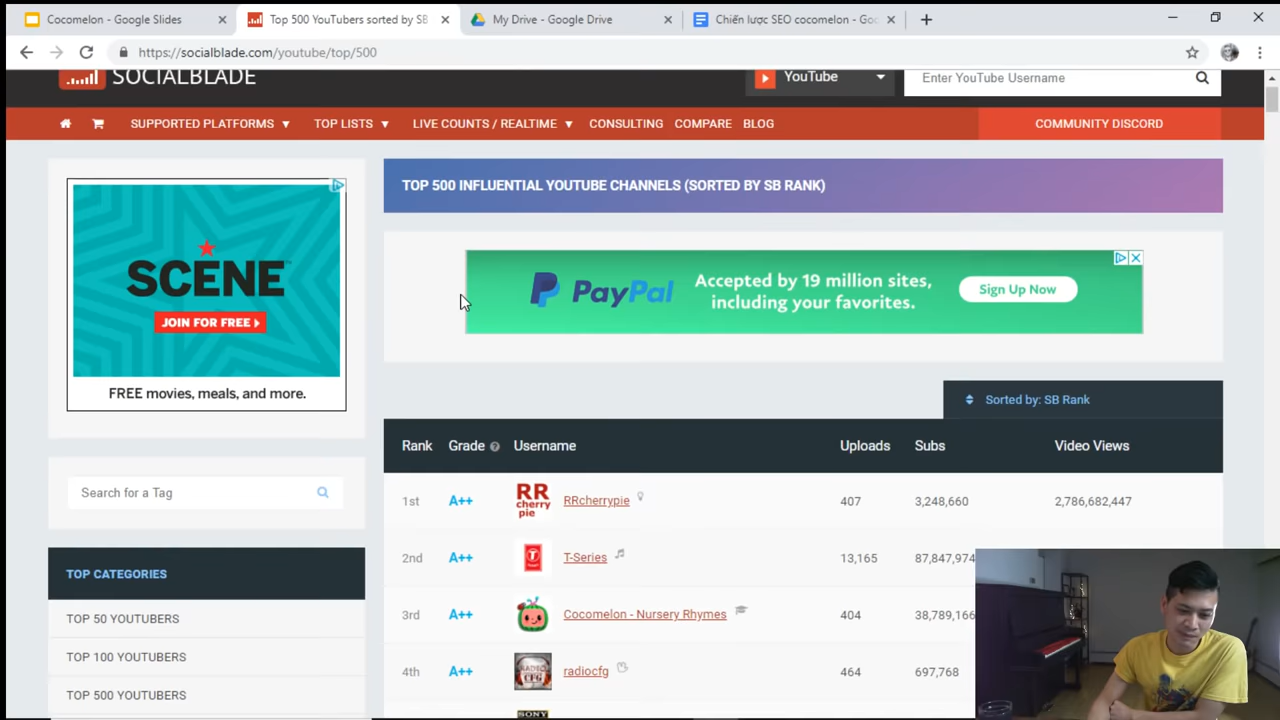 Cocomelon - Google Slides
Top 500 YouTubers sorted by SB
My Drive - Google Drive
Chiến lược SEO cocomelon - Goo
https://socialblade.com/youtube/top/500
SOCIALBLADE
YouTube
Enter YouTube Username
SUPPORTED PLATFORMS
TOP LISTS
LIVE COUNTS / REALTIME
CONSULTING
COMPARE
BLOG
COMMUNITY DISCORD
SCENE
JOIN FOR FREE
FREE movies, meals, and more.
TOP 500 INFLUENTIAL YOUTUBE CHANNELS (SORTED BY SB RANK)
PayPal
Accepted by 19 million sites,
including your favorites.
Sign Up Now
Sorted by: SB Rank
Rank Grade Username Uploads Subs Video Views
1st A++ RR cherry pie RRcherrypie 407 3,248,660 2,786,682,447
2nd A++ T-Series 13,165 87,847,974
3rd A++ Cocomelon - Nursery Rhymes 404 38,789,166
4th A++ RADIO CFG radiocfg 464 697,768
SONY
Search for a Tag
TOP CATEGORIES
TOP 50 YOUTUBERS
TOP 100 YOUTUBERS
TOP 500 YOUTUBERS